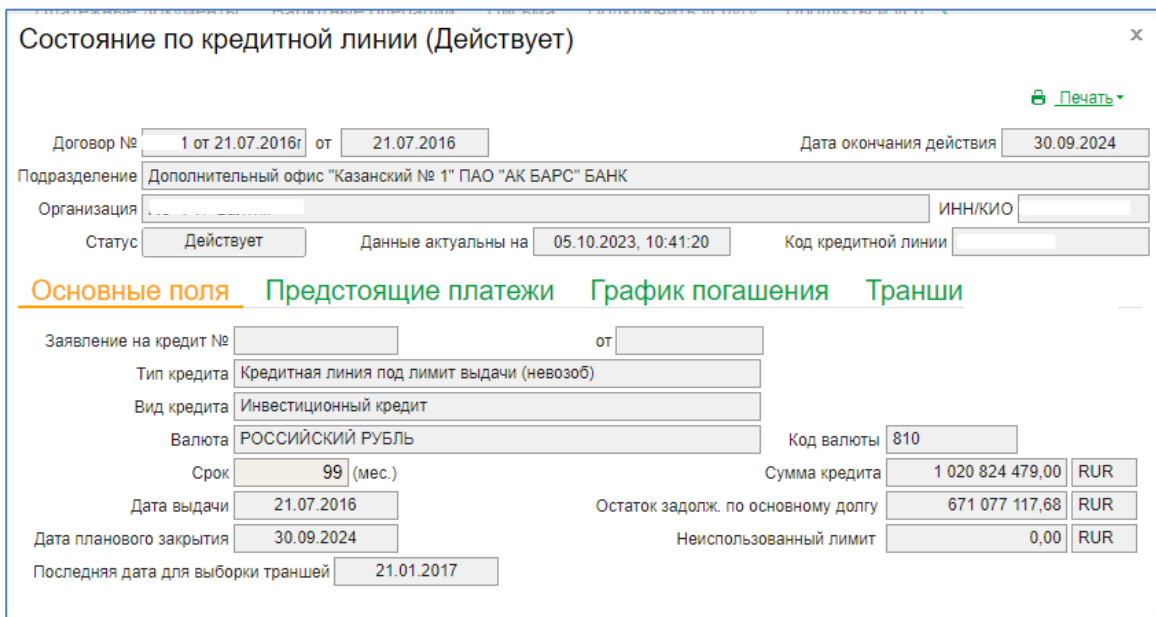 Состояние по кредитной линии (Действует)
x
Печать
Договор № 1 от 21.07.2016г от 21.07.2016 Дата окончания действия 30.09.2024
Подразделение Дополнительный офис "Казанский № 1" ПАО "АК БАРС" БАНК
Организация ИНН/КИО
Статус Действует Данные актуальны на 05.10.2023, 10:41:20 Код кредитной линии
Основные поля Предстоящие платежи График погашения Транши
Заявление на кредит № от
Тип кредита Кредитная линия под лимит выдачи (невозоб)
Вид кредита Инвестиционный кредит
Валюта РОССИЙСКИЙ РУБЛЬ Код валюты 810
Срок 99 (мес.) Сумма кредита 1 020 824 479,00 RUR
Дата выдачи 21.07.2016 Остаток задолж. по основному долгу 671 077 117,68 RUR
Дата планового закрытия 30.09.2024 Неиспользованный лимит 0,00 RUR
Последняя дата для выборки траншей 21.01.2017